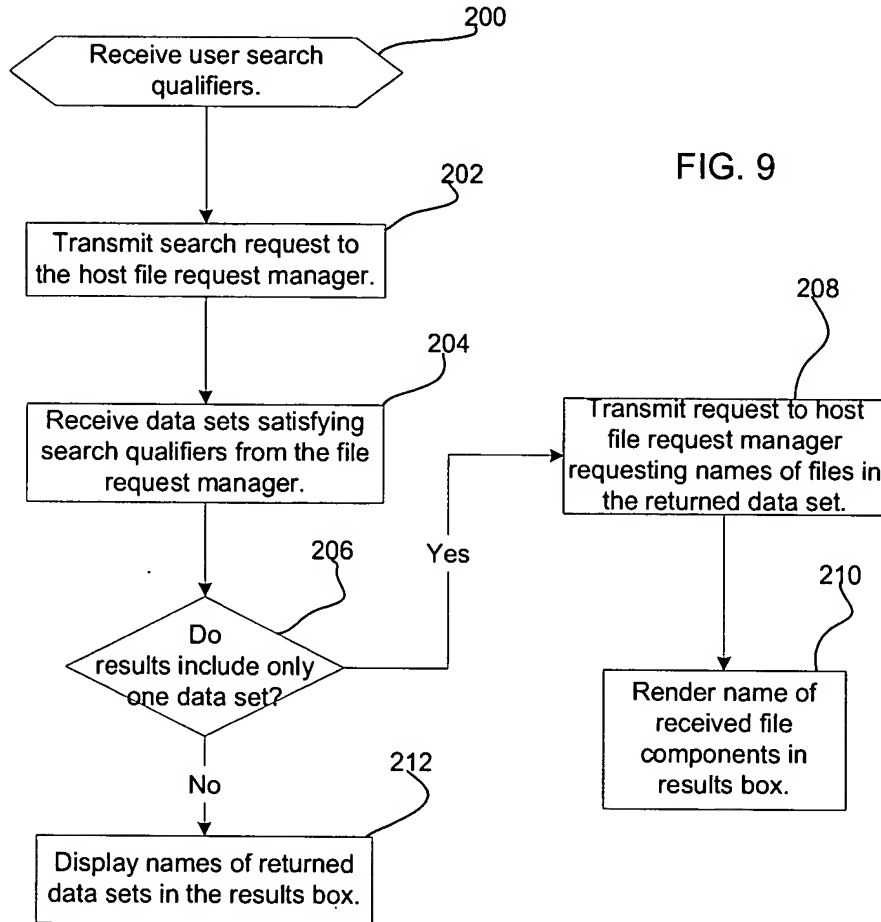 200
Receive user search
qualifiers.
FIG. 9
202
Transmit search request to
the host file request manager.
208
204
Transmit request to host
file request manager
requesting names of files in
the returned data set.
Receive data sets satisfying
search qualifiers from the file
request manager.
206
Yes
210
Do
results include only
one data set?
Render name of
received file
components in
results box.
No
212
Display names of returned
data sets in the results box.